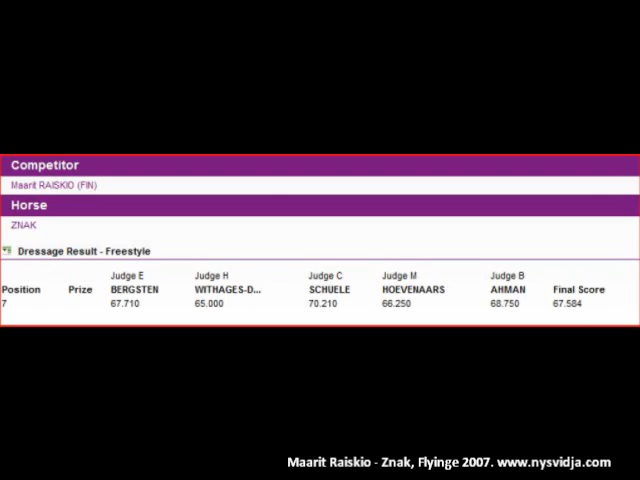 Competitor
Maarit RAISKIO (FIN)
Horse
ZNAK
Dressage Result - Freestyle
Judge E Judge H Judge C Judge M Judge B
Position Prize BERGSTEN WITHAGES-D... SCHUELE HOEVENAARS AHMAN Final Score
7 67.710 65.000 70.210 66.250 68.750 67.584
Maarit Raiskio - Znak, Flyinge 2007. www.nysvidja.com